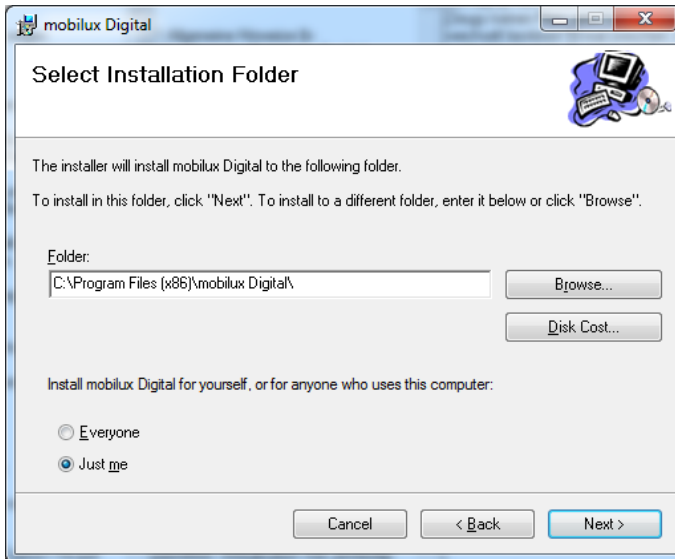 mobilux Digital
Select Installation Folder
The installer will install mobilux Digital to the following folder.
To install in this folder, click "Next". To install to a different folder, enter it below or click "Browse".
Folder:
C:\Program Files (x86)\mobilux Digital\
Browse...
Disk Cost...
Install mobilux Digital for yourself, or for anyone who uses this computer:
Everyone
Just me
Cancel
< Back
Next >